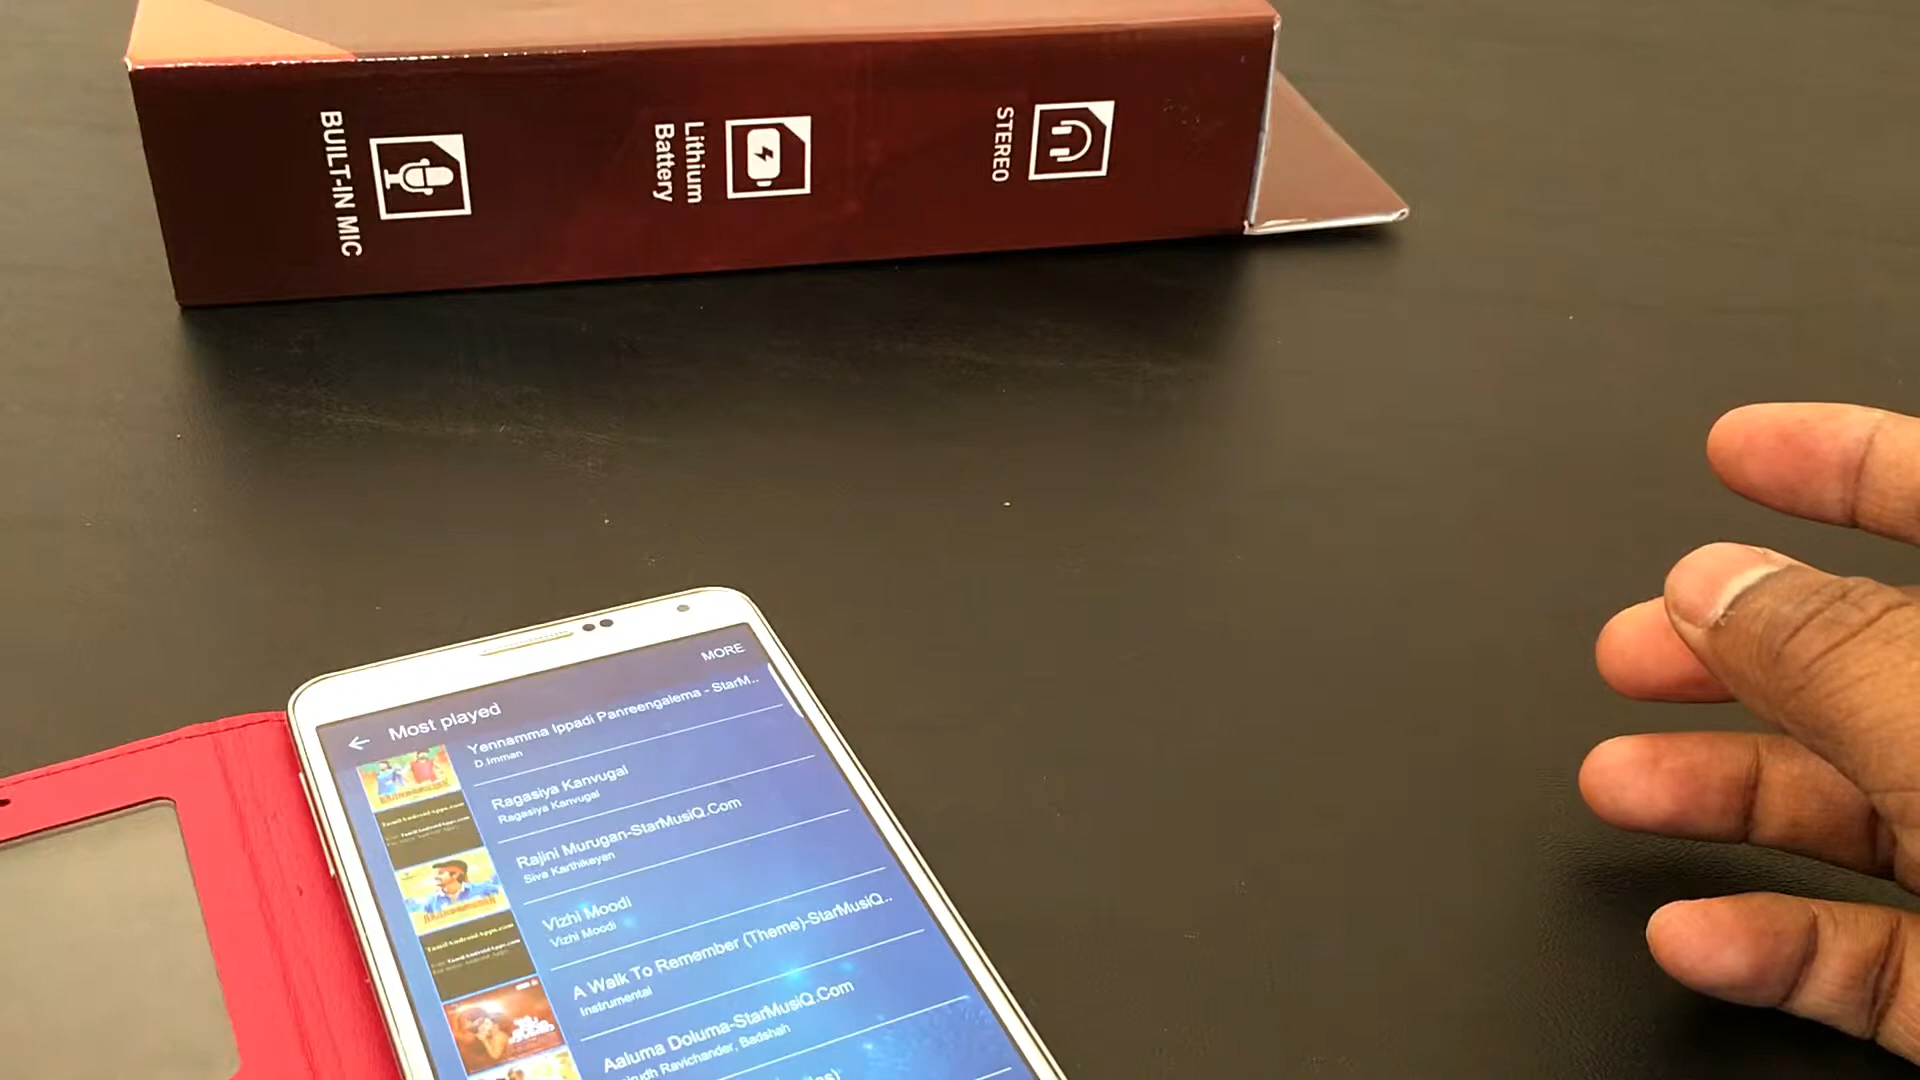 BUILT-IN MIC
Lithium
Battery
STEREO
MORE
Most played
Yennamma Ippadi Panreengalema - StarM..
D.Imman
Ragasiya Kanvugal
Ragasiya Kanvugal
Rajini Murugan-StarMusiQ.Com
Siva Karthikeyan
Vizhi Moodi
Vizhi Moodi
A Walk To Remember (Theme)-StarMusiQ..
Instrumental
Aaluma Doluma-StarMusiQ.Com
Ravichander, Badshah